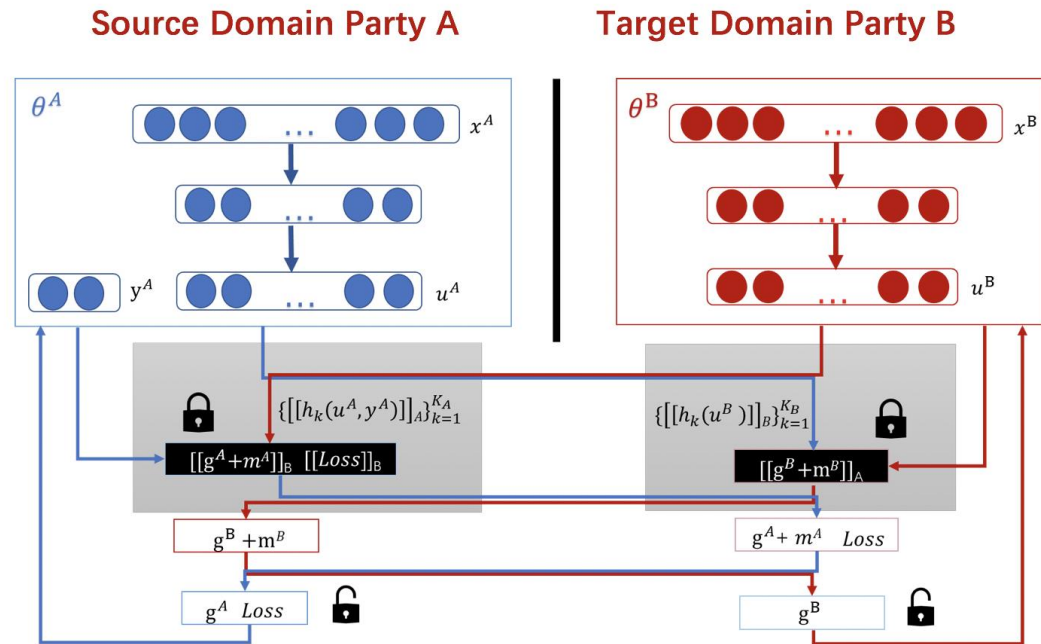 Source Domain Party A
Target Domain Party B
θ^A
... x^A
...
y^A
... u^A
θ^B
... x^B
...
... u^B
{[[h_k(u^A, y^A)]]_A}_{k=1}^{K_A}
[[g^A+m^A]]_B [[Loss]]_B
{[[h_k(u^B)]]_B}_{k=1}^{K_B}
[[g^B+m^B]]_A
g^B+m^B
g^A+m^A Loss
g^A Loss
g^B